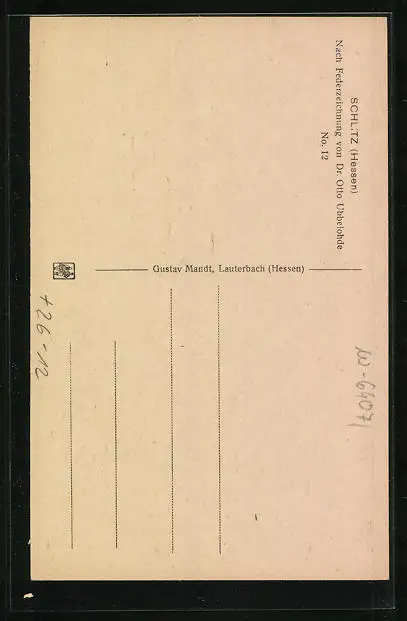 SCHLITZ (Hessen)
Nach Federzeichnung von Dr. Otto Ubbelohde
No. 12
Gustav Mandt, Lauterbach (Hessen)
+26-12
w-6407/